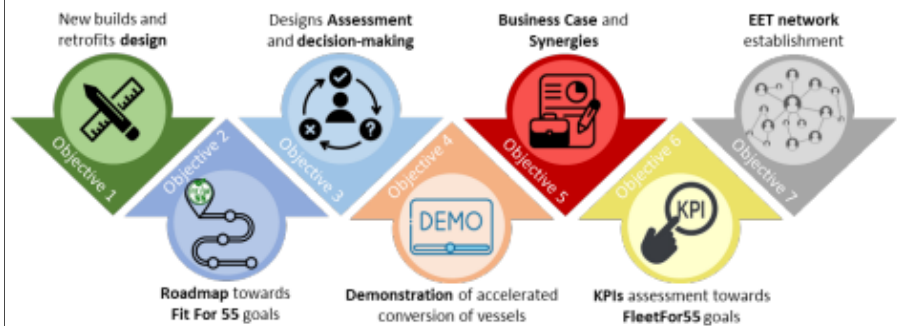 New builds and
retrofits design
Designs Assessment
and decision-making
Business Case and
Synergies
EET network
establishment
Objective 1
Objective 2
Objective 3
Objective 4
Objective 5
Objective 6
Objective 7
DEMO
KPI
Roadmap towards
Fit For 55 goals
Demonstration of accelerated
conversion of vessels
KPIs assessment towards
FleetFor55 goals